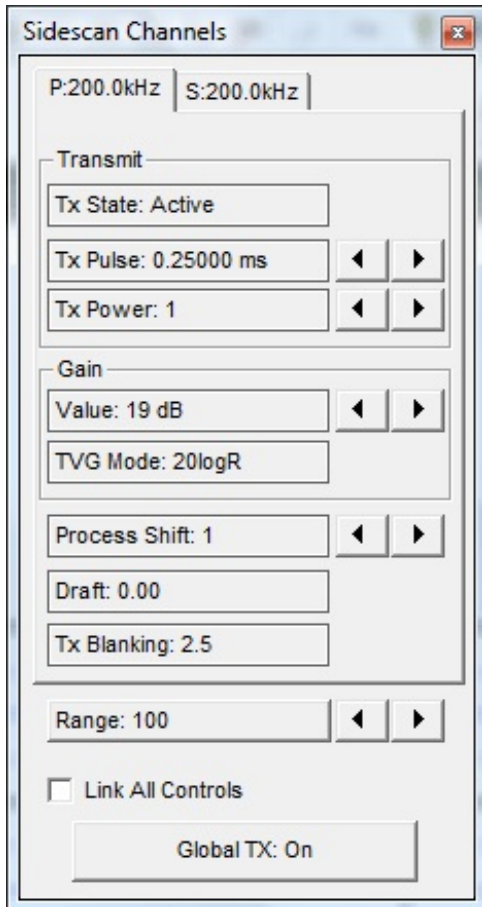 Sidescan Channels
P:200.0kHz S:200.0kHz
Transmit
Tx State: Active
Tx Pulse: 0.25000 ms
Tx Power: 1
Gain
Value: 19 dB
TVG Mode: 20logR
Process Shift: 1
Draft: 0.00
Tx Blanking: 2.5
Range: 100
Link All Controls
Global TX: On